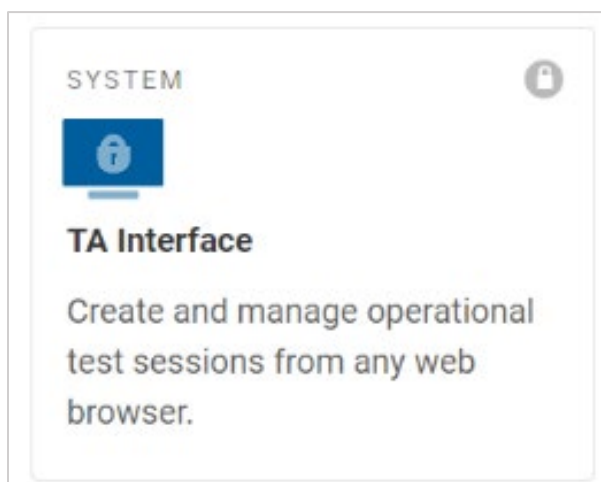 SYSTEM
TA Interface
Create and manage operational
test sessions from any web
browser.